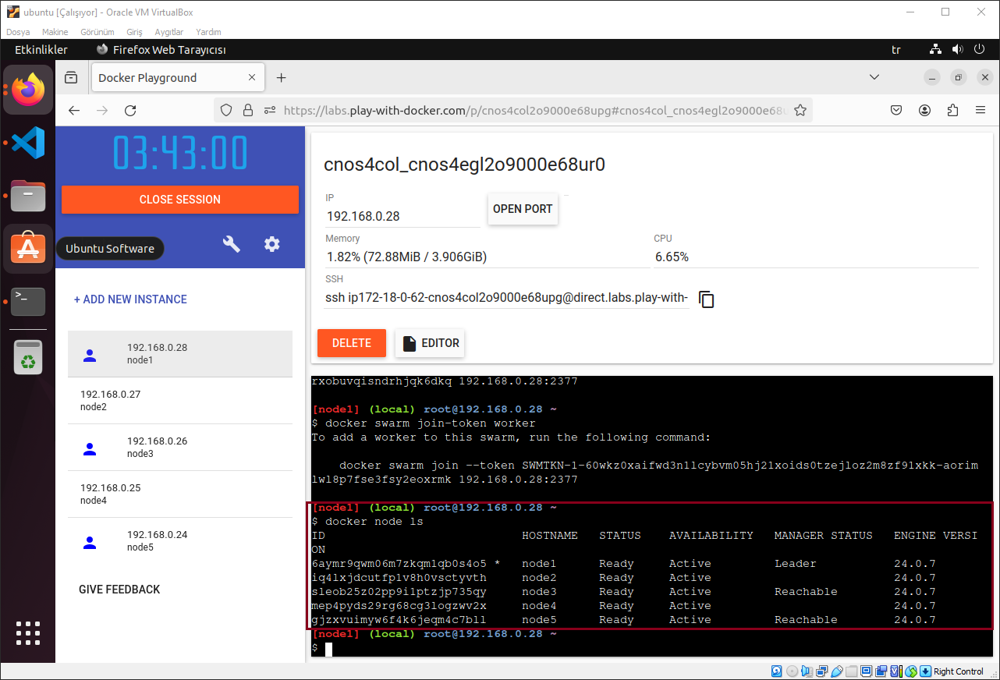 ubuntu [Çalışıyor] - Oracle VM VirtualBox
Dosya Makine Görünüm Giriş Aygıtlar Yardım
Etkinlikler Firefox Web Tarayıcısı tr
Docker Playground
https://labs.play-with-docker.com/p/cnos4col2o9000e68upg#cnos4col_cnos4egl2o9000e68u
03:43:00
CLOSE SESSION
Ubuntu Software
+ ADD NEW INSTANCE
192.168.0.28
node1
192.168.0.27
node2
192.168.0.26
node3
192.168.0.25
node4
192.168.0.24
node5
GIVE FEEDBACK
cnos4col_cnos4egl2o9000e68ur0
IP
192.168.0.28
OPEN PORT
Memory
1.82% (72.88MiB / 3.906GiB)
CPU
6.65%
SSH
ssh ip172-18-0-62-cnos4col2o9000e68upg@direct.labs.play-with-
DELETE
EDITOR
rxobuvqisndrhjqk6dkq 192.168.0.28:2377
[node1] (local) root@192.168.0.28 ~
$ docker swarm join-token worker
To add a worker to this swarm, run the following command:
docker swarm join --token SWMTKN-1-60wkz0xaifwd3n1lcybvm05hj21xoids0tzejloz2m8zf91xkk-aorim
lwl8p7fse3fsy2eoxrmk 192.168.0.28:2377
[node1] (local) root@192.168.0.28 ~
$ docker node ls
ID HOSTNAME STATUS AVAILABILITY MANAGER STATUS ENGINE VERSI
ON
6aymr9qwm06m7zkqm1qb0s4o5 * node1 Ready Active Leader 24.0.7
iq4lxjdcutfp1v8h0vsctyvth node2 Ready Active 24.0.7
sleob25z02pp9i1ptzjp735qy node3 Ready Active Reachable 24.0.7
mep4pyds29rg68cg3logzwv2x node4 Ready Active 24.0.7
gjzxvuimyw6f4k6jeqm4c7bll node5 Ready Active Reachable 24.0.7
[node1] (local) root@192.168.0.28 ~
$
Right Control